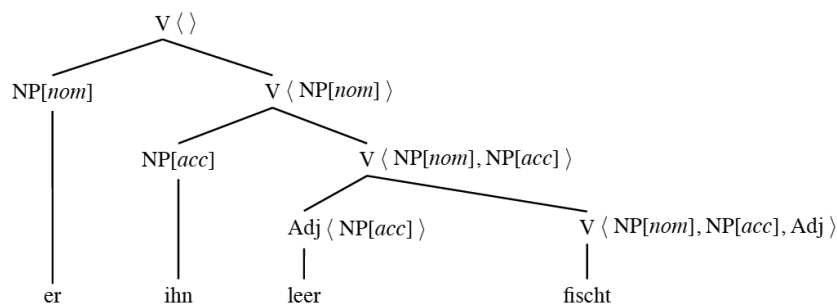 V ⟨ ⟩
NP[nom] V ⟨ NP[nom] ⟩
NP[acc] V ⟨ NP[nom], NP[acc] ⟩
Adj ⟨ NP[acc] ⟩ V ⟨ NP[nom], NP[acc], Adj ⟩
er ihn leer fischt